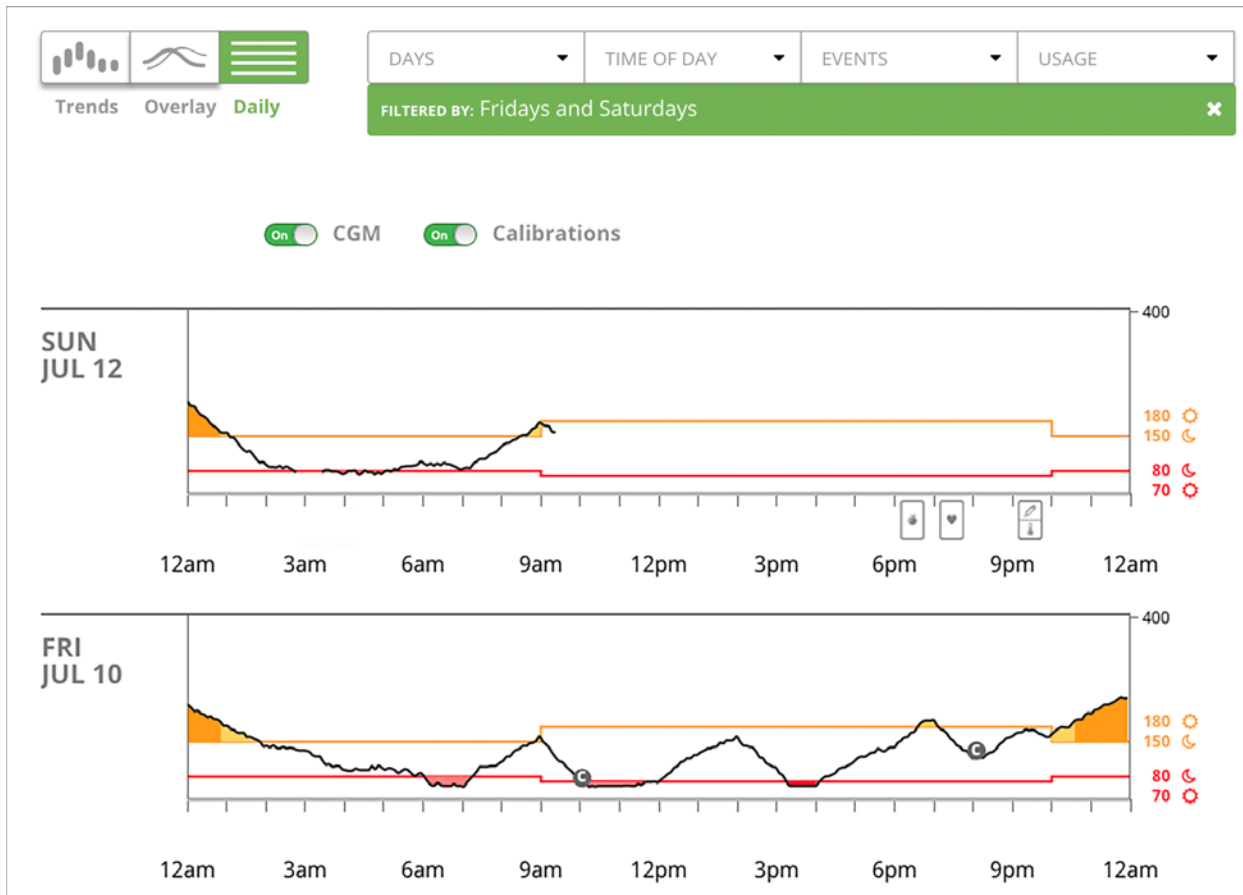 DAYS TIME OF DAY EVENTS USAGE
Trends Overlay Daily
FILTERED BY: Fridays and Saturdays
On CGM On Calibrations
400
SUN
JUL 12
180
150
80
70
12am 3am 6am 9am 12pm 3pm 6pm 9pm 12am
400
FRI
JUL 10
180
150
C
C
80
70
12am 3am 6am 9am 12pm 3pm 6pm 9pm 12am